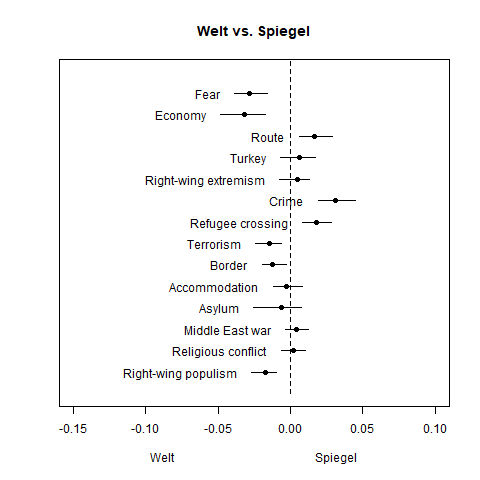 Welt vs. Spiegel
Fear
Economy
Route
Turkey
Right-wing extremism
Crime
Refugee crossing
Terrorism
Border
Accommodation
Asylum
Middle East war
Religious conflict
Right-wing populism
-0.15 -0.10 -0.05 0.00 0.05 0.10
Welt Spiegel